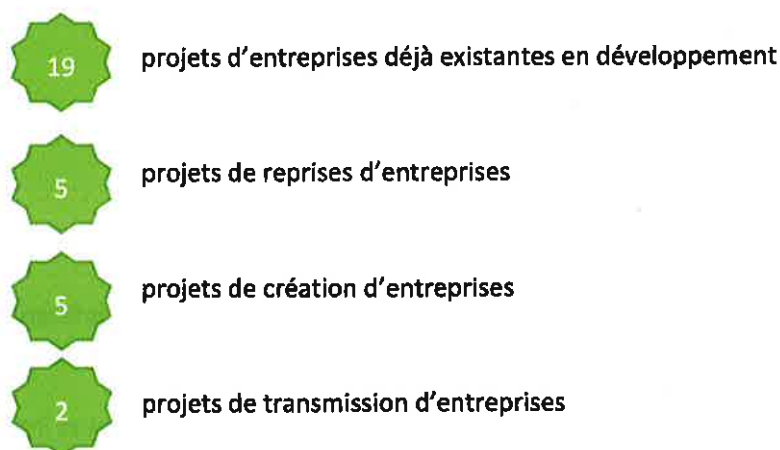 19 projets d'entreprises déjà existantes en développement
5 projets de reprises d'entreprises
5 projets de création d'entreprises
2 projets de transmission d'entreprises